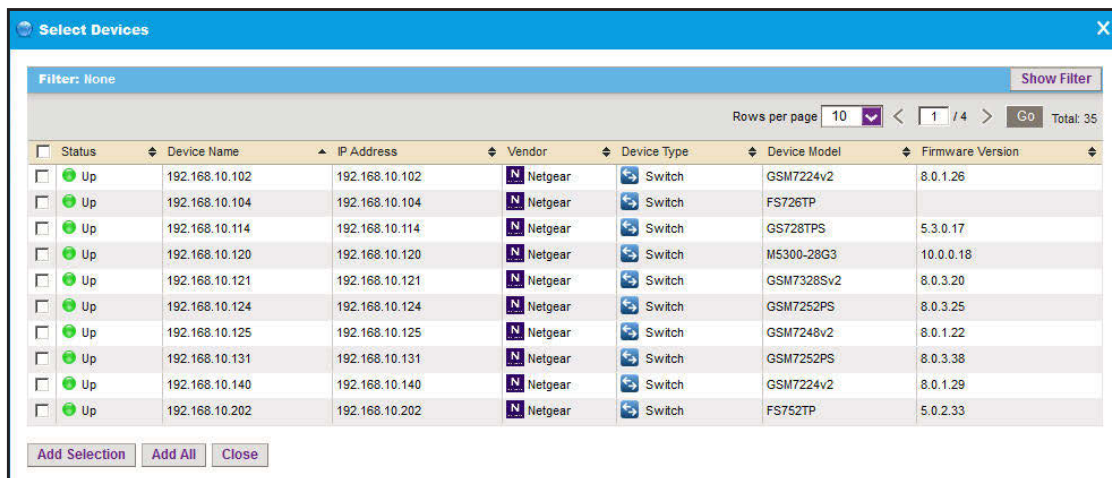 Select Devices X
Filter: None Show Filter
Rows per page 10 < 1 / 4 > Go Total: 35
Status Device Name IP Address Vendor Device Type Device Model Firmware Version
Up 192.168.10.102 192.168.10.102 N Netgear Switch GSM7224v2 8.0.1.26
Up 192.168.10.104 192.168.10.104 N Netgear Switch FS726TP
Up 192.168.10.114 192.168.10.114 N Netgear Switch GS728TPS 5.3.0.17
Up 192.168.10.120 192.168.10.120 N Netgear Switch M5300-28G3 10.0.0.18
Up 192.168.10.121 192.168.10.121 N Netgear Switch GSM7328Sv2 8.0.3.20
Up 192.168.10.124 192.168.10.124 N Netgear Switch GSM7252PS 8.0.3.25
Up 192.168.10.125 192.168.10.125 N Netgear Switch GSM7248v2 8.0.1.22
Up 192.168.10.131 192.168.10.131 N Netgear Switch GSM7252PS 8.0.3.38
Up 192.168.10.140 192.168.10.140 N Netgear Switch GSM7224v2 8.0.1.29
Up 192.168.10.202 192.168.10.202 N Netgear Switch FS752TP 5.0.2.33
Add Selection Add All Close